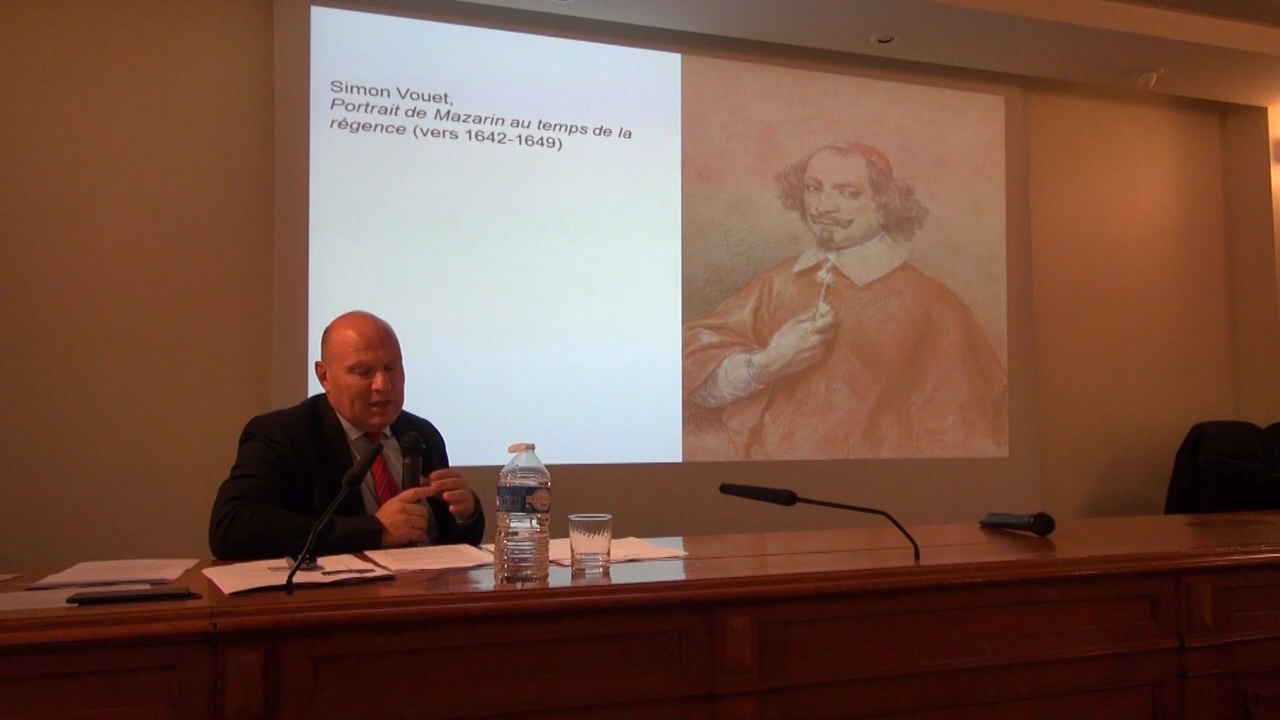 Simon Vouet,
Portrait de Mazarin au temps de la
régence (vers 1642-1649)